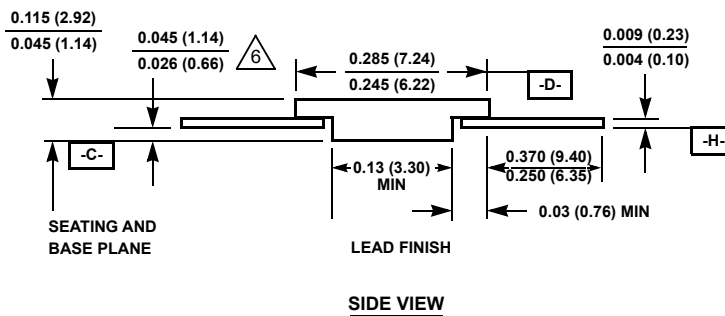 0.115 (2.92)
0.045 (1.14)
0.045 (1.14)
0.026 (0.66)
6
0.285 (7.24)
0.245 (6.22)
0.009 (0.23)
0.004 (0.10)
-D-
-H-
-C-
0.13 (3.30)
MIN
0.370 (9.40)
0.250 (6.35)
0.03 (0.76) MIN
SEATING AND
BASE PLANE
LEAD FINISH
SIDE VIEW